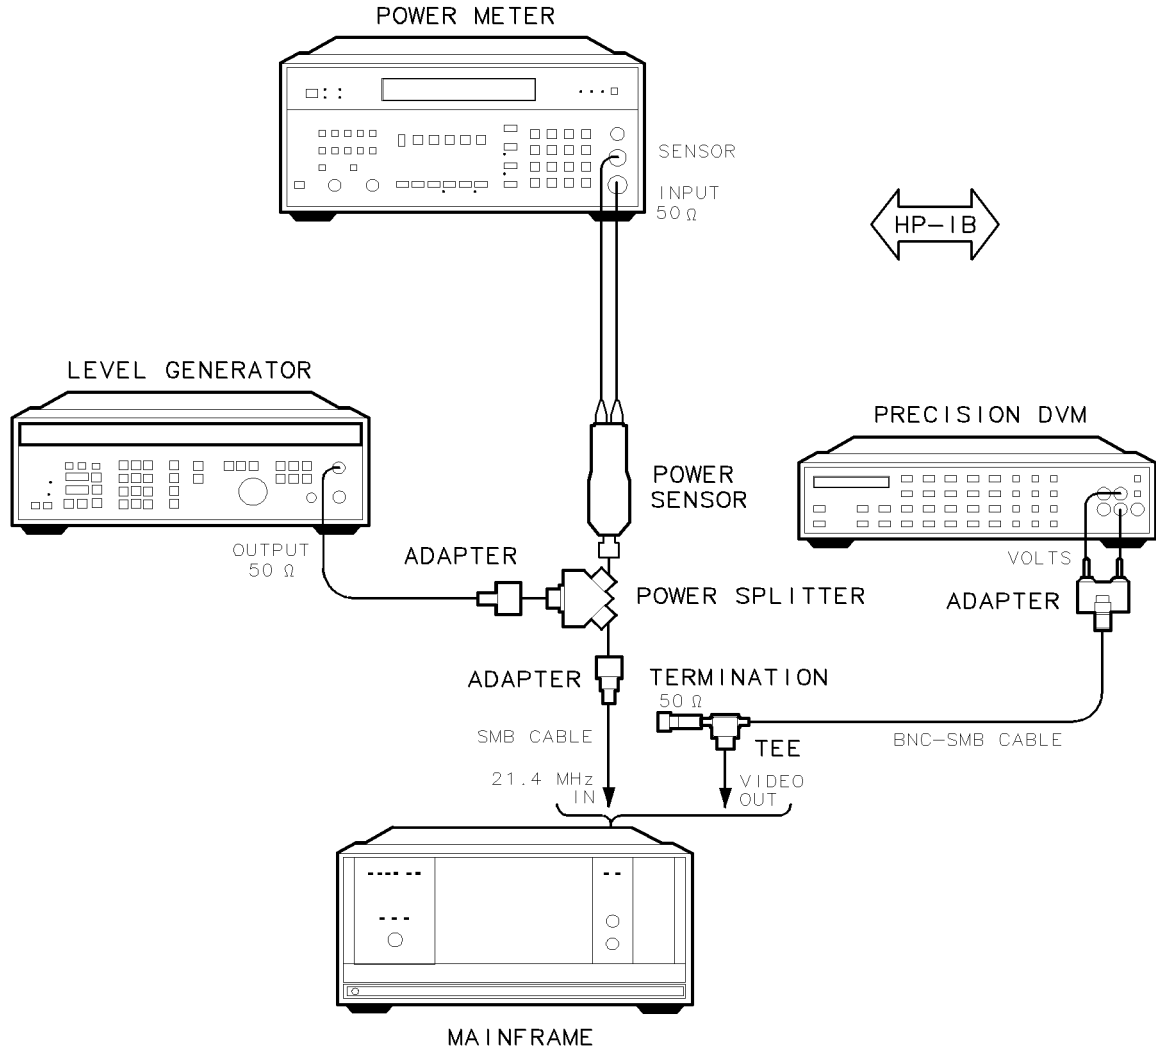 POWER METER
SENSOR
INPUT
50Ω
HP-IB
LEVEL GENERATOR
PRECISION DVM
POWER
SENSOR
OUTPUT
50 Ω
ADAPTER
VOLTS
POWER SPLITTER
ADAPTER
ADAPTER
TERMINATION
50 Ω
SMB CABLE
TEE
BNC-SMB CABLE
21.4 MHz
IN
VIDEO
OUT
MAINFRAME